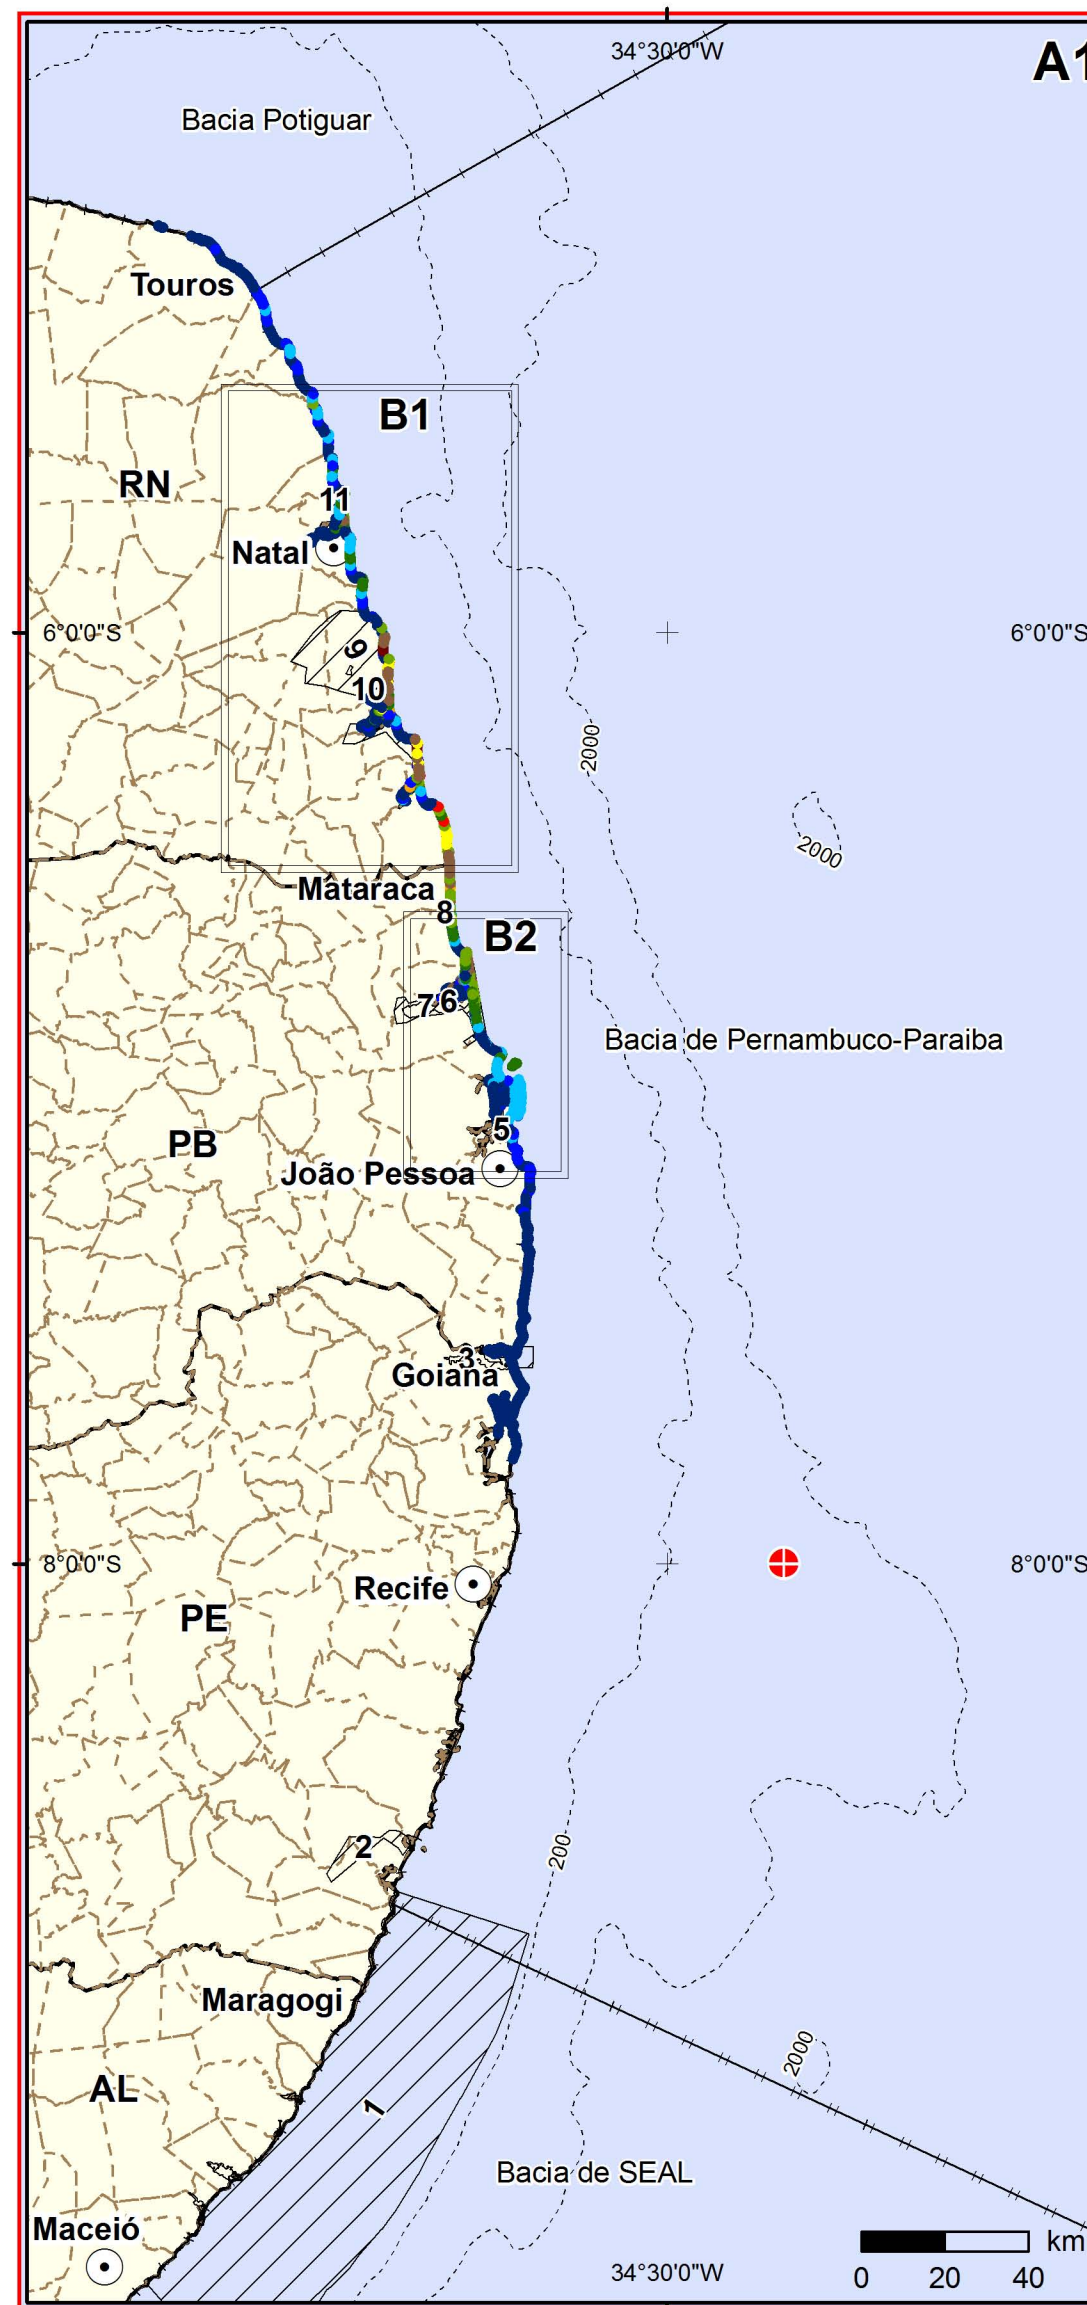 34°30'0"W
A1
Bacia Potiguar
Touros
B1
RN
11
Natal
6°0'0"S
6°0'0"S
9
10
2000
2000
Mataraca
8
B2
7
6
Bacia de Pernambuco-Paraiba
5
PB
João Pessoa
3
Goiana
8°0'0"S
8°0'0"S
Recife
PE
2
200
Maragogi
2000
AL
1
Bacia de SEAL
Maceió
34°30'0"W
km
0 20 40